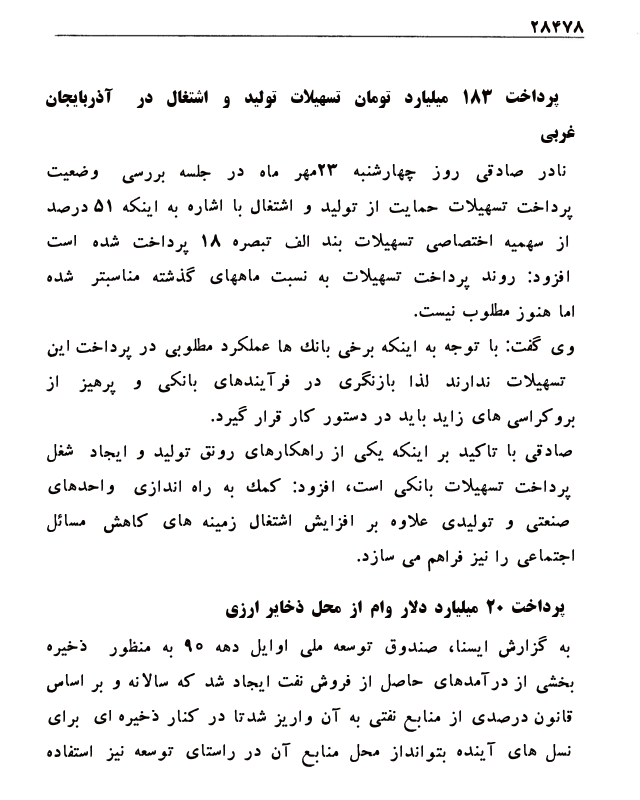 ۲۸۴۷۸
پرداخت ۱۸۳ میلیارد تومان تسهیلات تولید و اشتغال در آذربایجان
غربی
نادر صادقی روز چهارشنبه ۲۳مهر ماه در جلسه بررسی وضعیت
پرداخت تسهیلات حمایت از تولید و اشتغال با اشاره به اینکه ۵۱ درصد
از سهمیه اختصاصی تسهیلات بند الف تبصره ۱۸ پرداخت شده است
افزود: روند پرداخت تسهیلات به نسبت ماههای گذشته مناسبتر شده
اما هنوز مطلوب نیست.
وی گفت: با توجه به اینکه برخی بانك ها عملکرد مطلوبی در پرداخت این
تسهیلات ندارند لذا بازنگری در فرآیندهای بانکی و پرهیز از
بروکراسی های زاید باید در دستور کار قرار گیرد.
صادقی با تاکید بر اینکه یکی از راهکارهای رونق تولید و ایجاد شغل
پرداخت تسهیلات بانکی است، افزود: کمك به راه اندازی واحدهای
صنعتی و تولیدی علاوه بر افزایش اشتغال زمینه های کاهش مسائل
اجتماعی را نیز فراهم می سازد.
پرداخت ۲۰ میلیارد دلار وام از محل ذخایر ارزی
به گزارش ایسنا، صندوق توسعه ملی اوایل دهه ۹۰ به منظور ذخیره
بخشی از درآمدهای حاصل از فروش نفت ایجاد شد که سالانه و بر اساس
قانون درصدی از منابع نفتی به آن واریز شدتا در کنار ذخیره ای برای
نسل های آینده بتوانداز محل منابع آن در راستای توسعه نیز استفاده